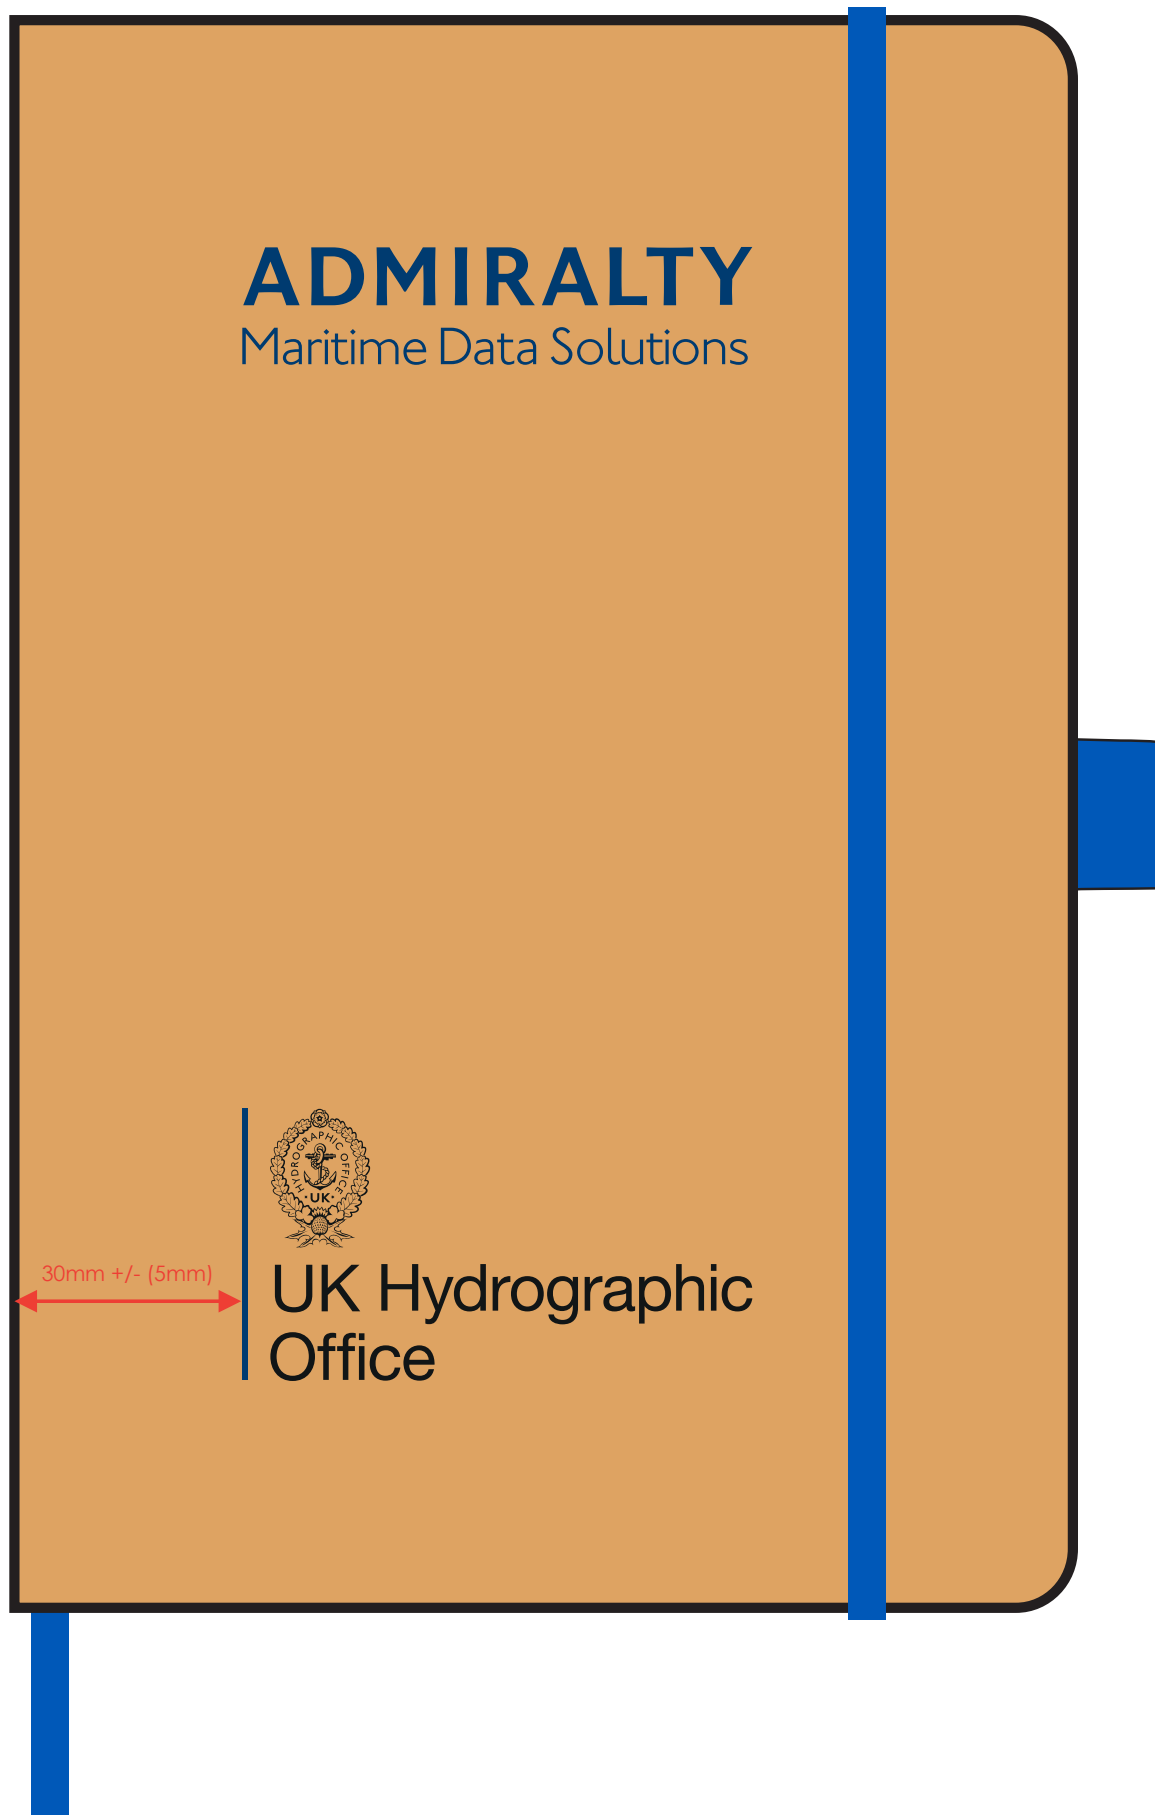 ADMIRALTY
Maritime Data Solutions
HYDROGRAPHIC OFFICE
· UK ·
30mm +/- (5mm)
UK Hydrographic
Office